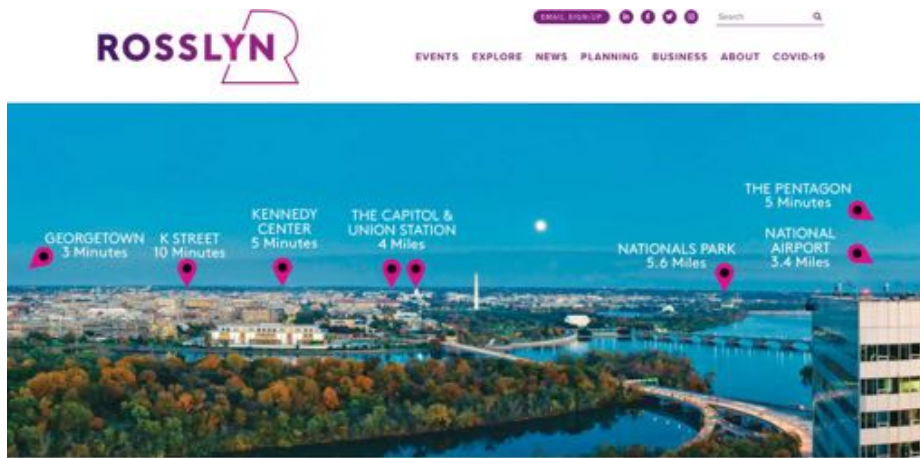 EMAIL SIGN-UP
Search
ROSSLYN
EVENTS EXPLORE NEWS PLANNING BUSINESS ABOUT COVID-19
GEORGETOWN
3 Minutes
K STREET
10 Minutes
KENNEDY
CENTER
5 Minutes
THE CAPITOL &
UNION STATION
4 Miles
NATIONALS PARK
5.6 Miles
THE PENTAGON
5 Minutes
NATIONAL
AIRPORT
3.4 Miles